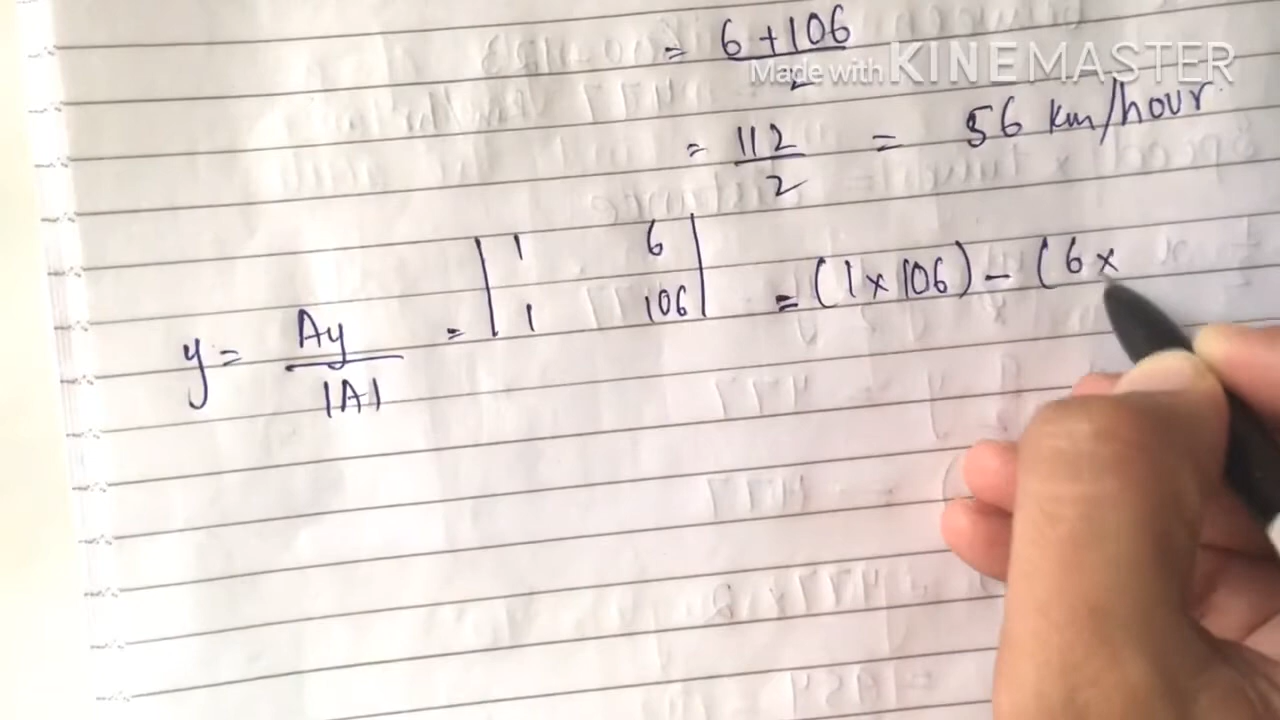 = 6 + 106
2
Made with KINEMASTER
= 112 / 2 = 56 km/hour
y = Ay / |A| = | 1 6 | = (1 x 106) - (6 x
| 1 106 |